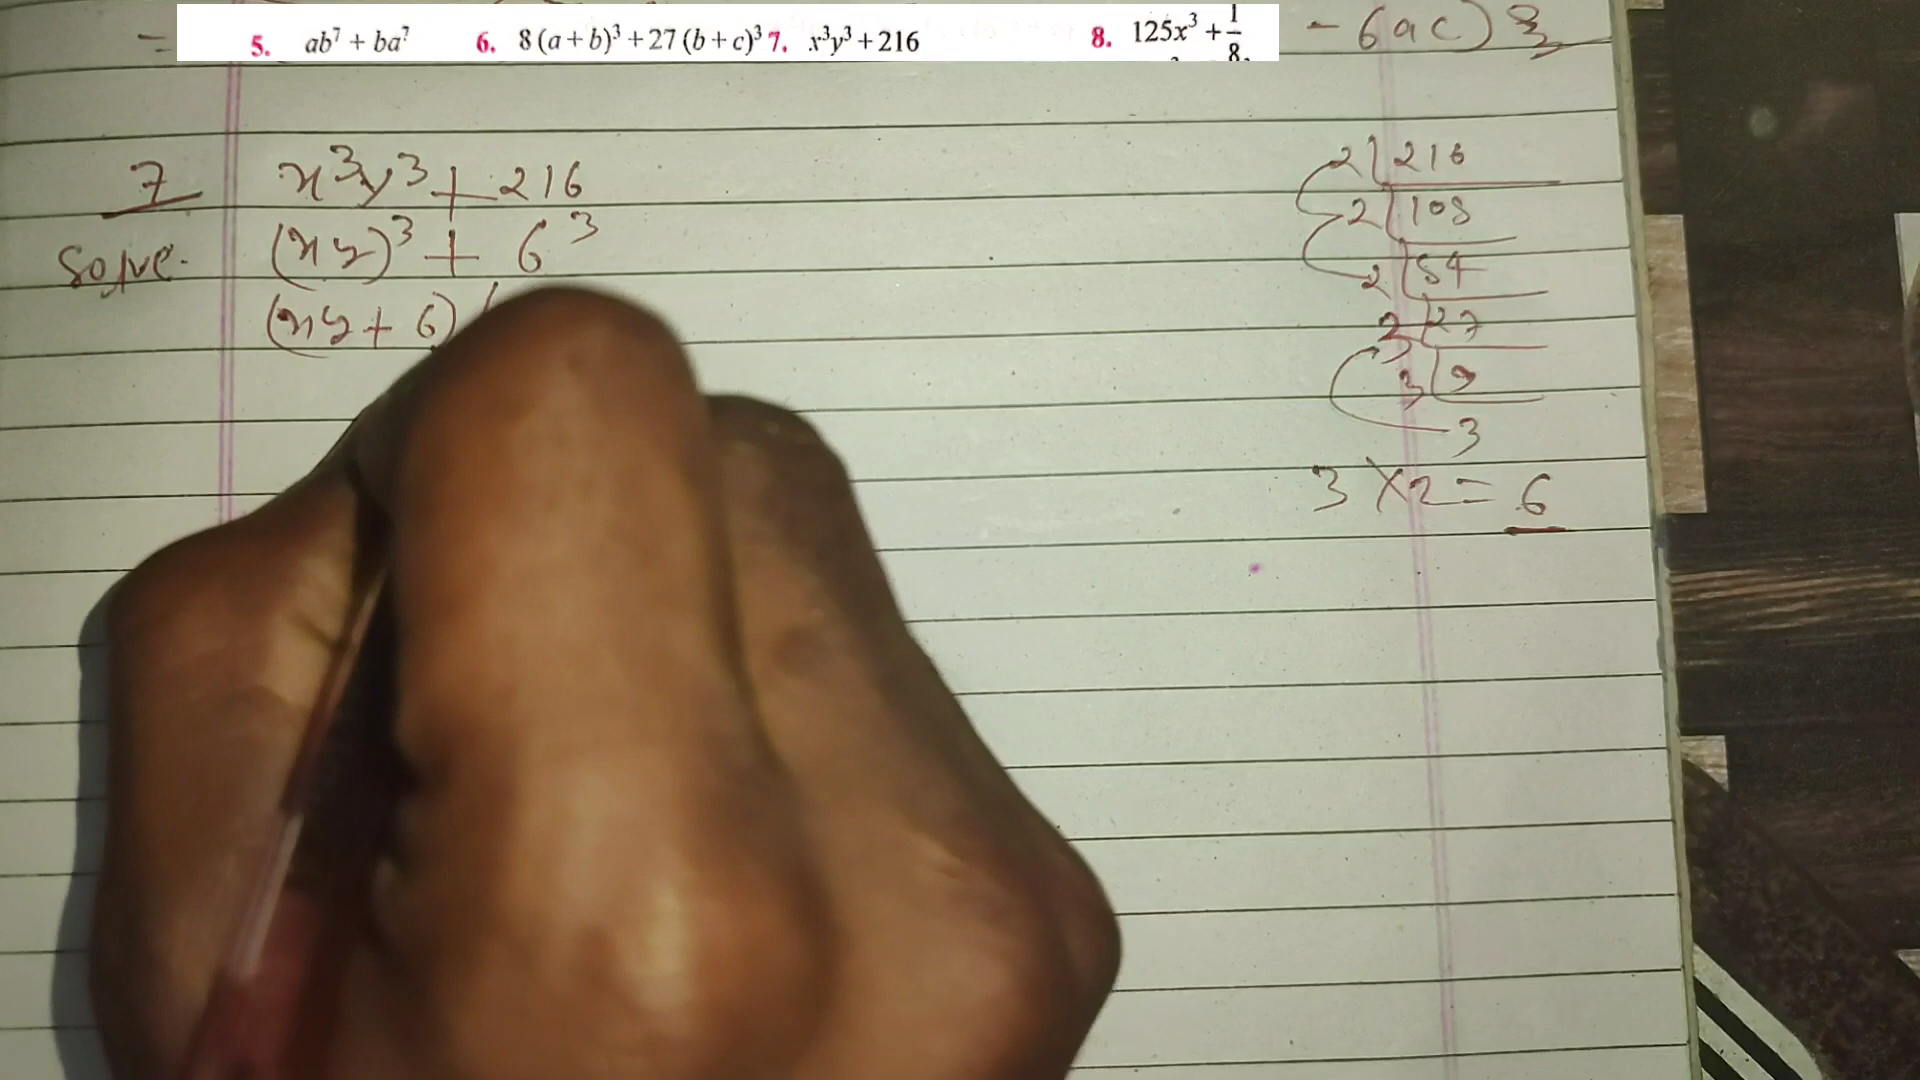 = - 6ac)}
5. ab⁷ + ba⁷ 6. 8(a+b)³ + 27(b+c)³ 7. x³y³ + 216 8. 125x³ + 1/8
7 x³y³ + 216
Solve. (xy)³ + 6³
(xy + 6) (
2 | 216
2 | 108
2 | 54
3 | 27
3 | 9
3
3 × 2 = 6